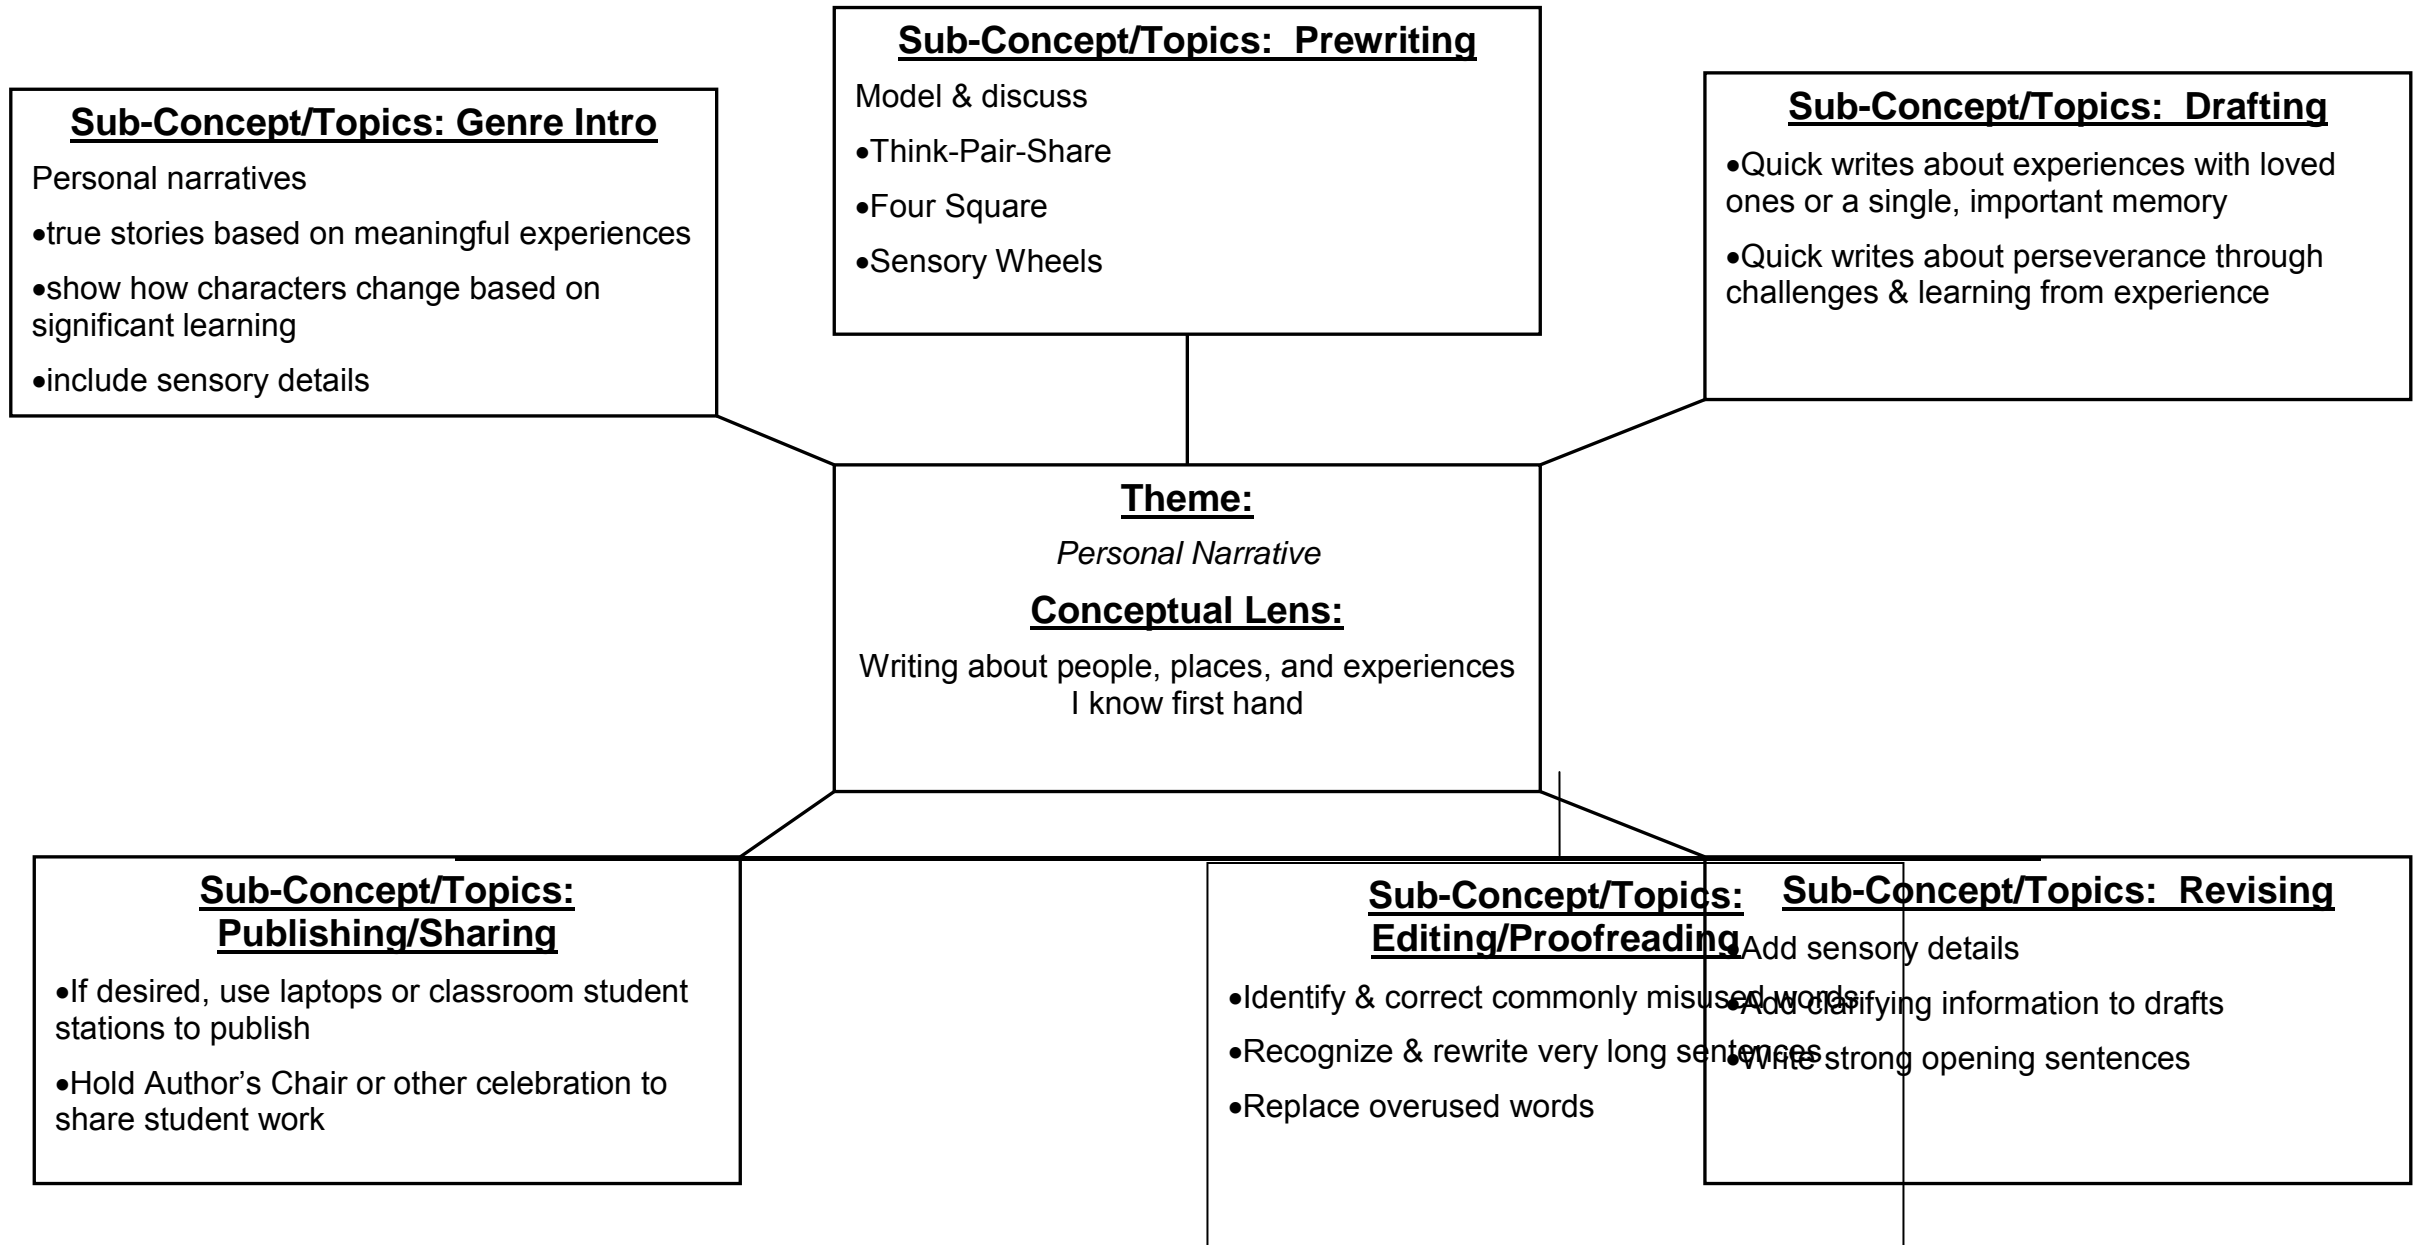 Sub-Concept/Topics: Genre Intro
Personal narratives
•true stories based on meaningful experiences
•show how characters change based on
significant learning
•include sensory details
Sub-Concept/Topics:  Prewriting
Model & discuss
•Think-Pair-Share
•Four Square
•Sensory Wheels
Sub-Concept/Topics:  Drafting
•Quick writes about experiences with loved
ones or a single, important memory
•Quick writes about perseverance through
challenges & learning from experience
Theme:
Personal Narrative
Conceptual Lens:
Writing about people, places, and experiences
I know first hand
Sub-Concept/Topics:
Publishing/Sharing
•If desired, use laptops or classroom student
stations to publish
•Hold Author’s Chair or other celebration to
share student work
Sub-Concept/Topics:
Editing/Proofreading
•Identify & correct commonly misused words
•Recognize & rewrite very long sentences
•Replace overused words
Sub-Concept/Topics:  Revising
•Add sensory details
•Add clarifying information to drafts
•Write strong opening sentences